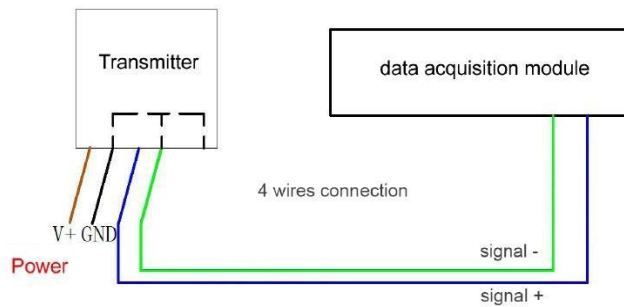 Transmitter
data acquisition module
4 wires connection
V+ GND
Power
signal -
signal +